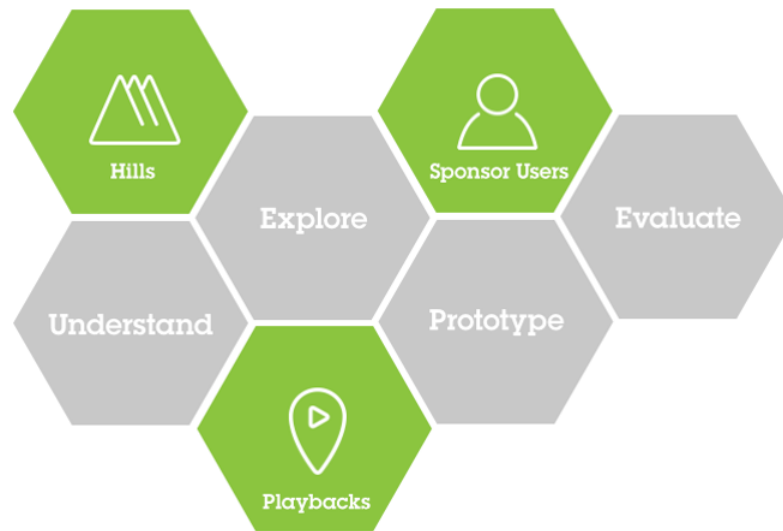 Hills
Sponsor Users
Explore
Evaluate
Understand
Prototype
Playbacks